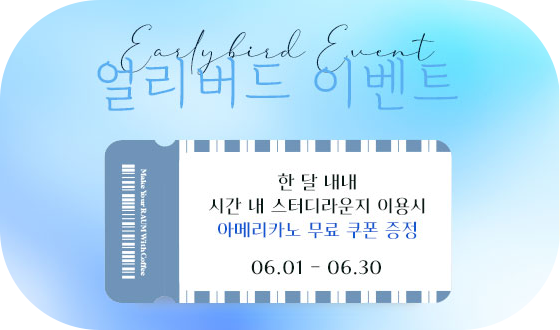 Earlybird Event
얼리버드 이벤트
Make Your RAUM With Coffee
한 달 내내
시간 내 스터디라운지 이용시
아메리카노 무료 쿠폰 증정
06.01 - 06.30